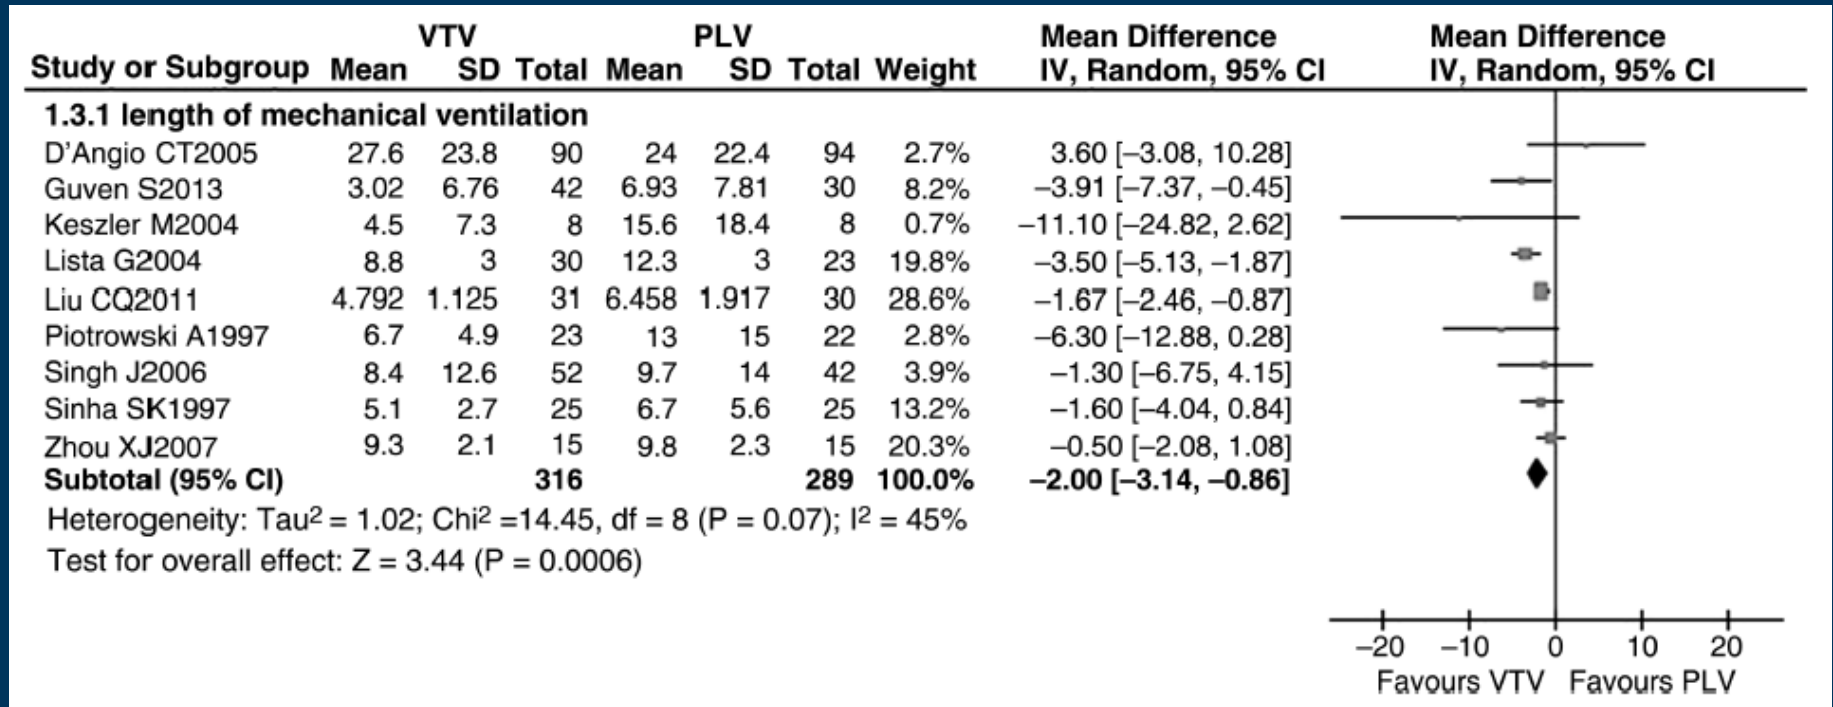 VTV PLV Mean Difference Mean Difference
Study or Subgroup Mean SD Total Mean SD Total Weight IV, Random, 95% CI IV, Random, 95% CI
1.3.1 length of mechanical ventilation
D’Angio CT2005 27.6 23.8 90 24 22.4 94 2.7% 3.60 [–3.08, 10.28]
Guven S2013 3.02 6.76 42 6.93 7.81 30 8.2% –3.91 [–7.37, –0.45]
Keszler M2004 4.5 7.3 8 15.6 18.4 8 0.7% –11.10 [–24.82, 2.62]
Lista G2004 8.8 3 30 12.3 3 23 19.8% –3.50 [–5.13, –1.87]
Liu CQ2011 4.792 1.125 31 6.458 1.917 30 28.6% –1.67 [–2.46, –0.87]
Piotrowski A1997 6.7 4.9 23 13 15 22 2.8% –6.30 [–12.88, 0.28]
Singh J2006 8.4 12.6 52 9.7 14 42 3.9% –1.30 [–6.75, 4.15]
Sinha SK1997 5.1 2.7 25 6.7 5.6 25 13.2% –1.60 [–4.04, 0.84]
Zhou XJ2007 9.3 2.1 15 9.8 2.3 15 20.3% –0.50 [–2.08, 1.08]
Subtotal (95% CI) 316 289 100.0% –2.00 [–3.14, –0.86]
Heterogeneity: Tau² = 1.02; Chi² =14.45, df = 8 (P = 0.07); I² = 45%
Test for overall effect: Z = 3.44 (P = 0.0006)
–20 –10 0 10 20
Favours VTV Favours PLV